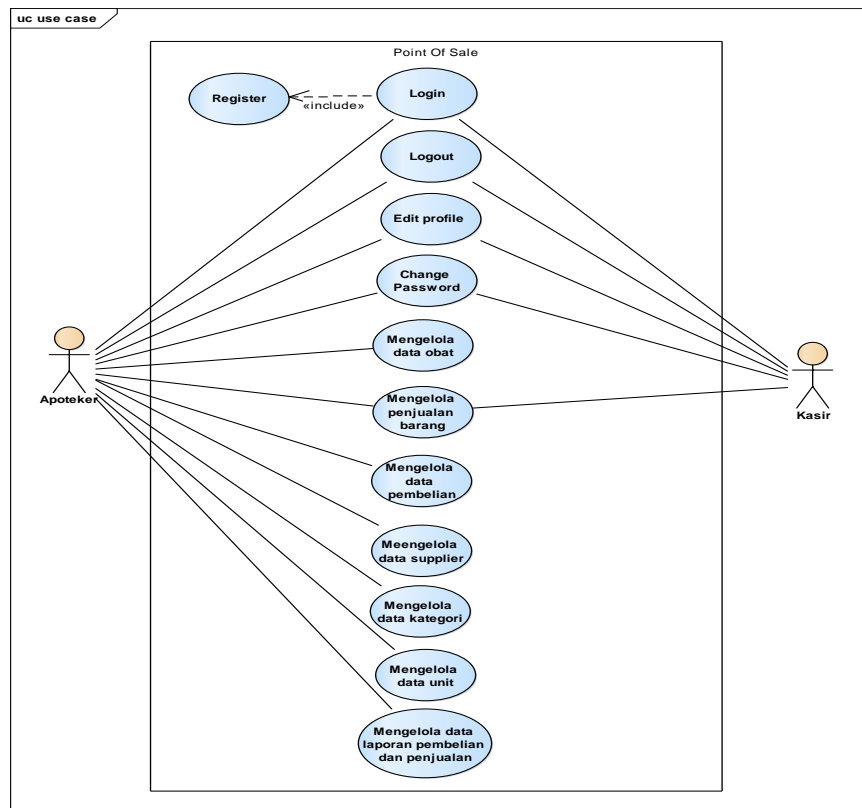 uc use case
Point Of Sale
Register
«include»
Login
Logout
Edit profile
Change
Password
Mengelola
data obat
Apoteker
Kasir
Mengelola
penjualan
barang
Mengelola
data
pembelian
Meengelola
data supplier
Mengelola
data kategori
Mengelola
data unit
Mengelola data
laporan pembelian
dan penjualan